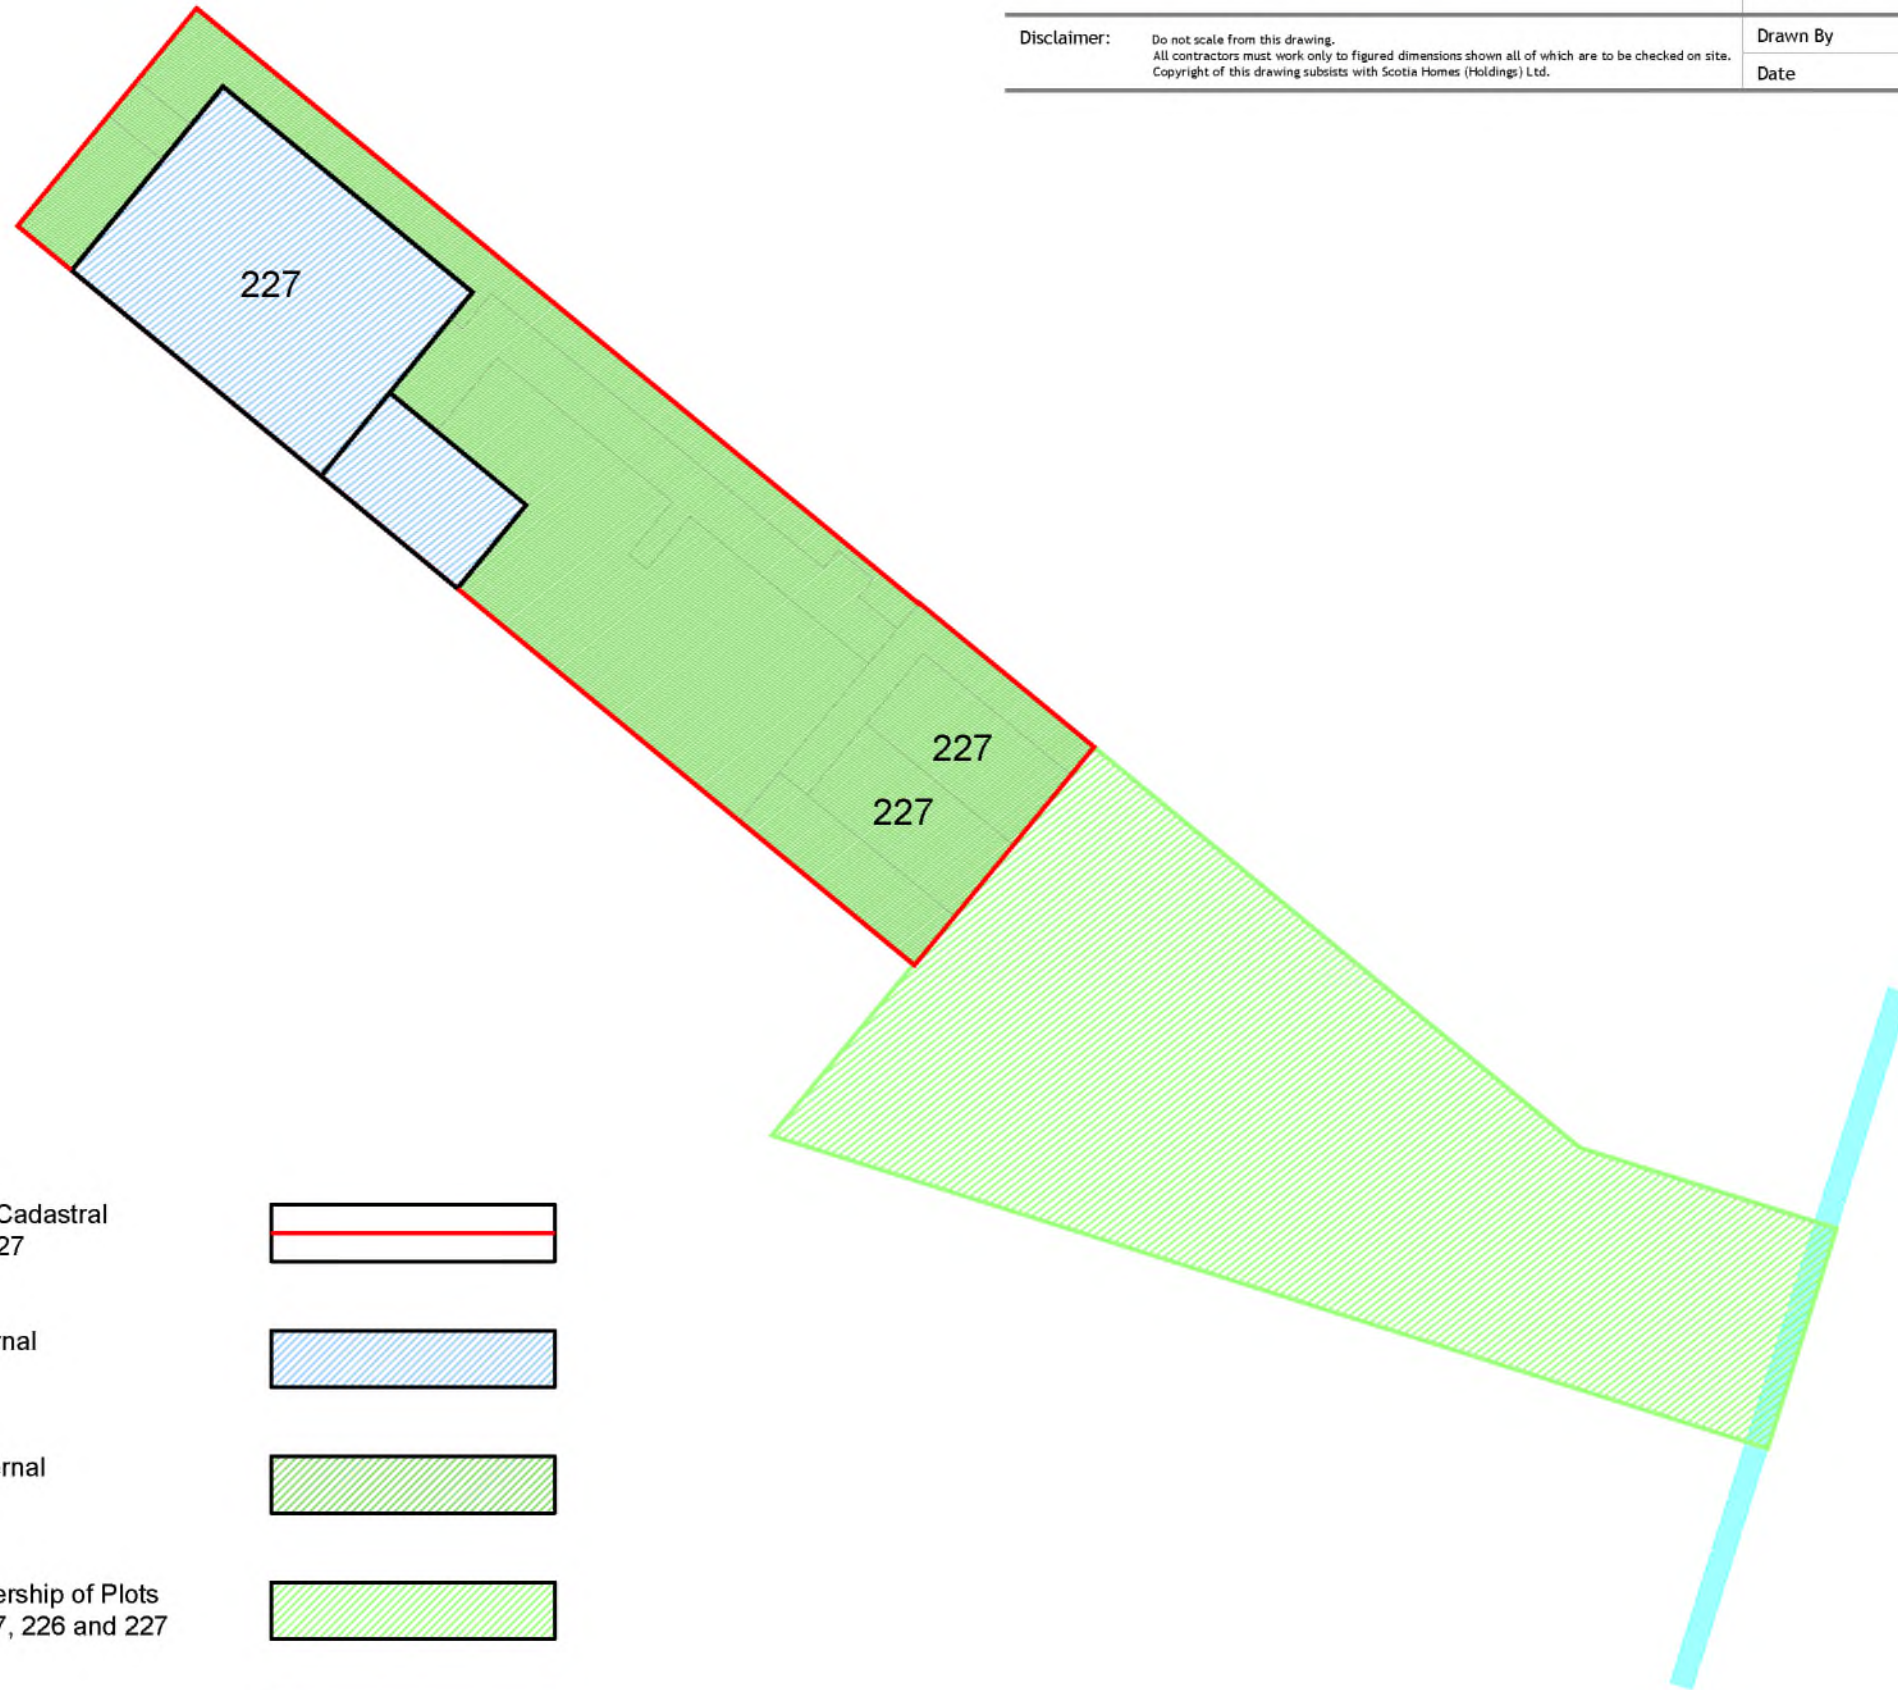 Disclaimer:
Do not scale from this drawing.
All contractors must work only to figured dimensions shown all of which are to be checked on site.
Copyright of this drawing subsists with Scotia Homes (Holdings) Ltd.
Drawn By
Date
227
227
227
Cadastral
27
rnal
ernal
ership of Plots
7, 226 and 227